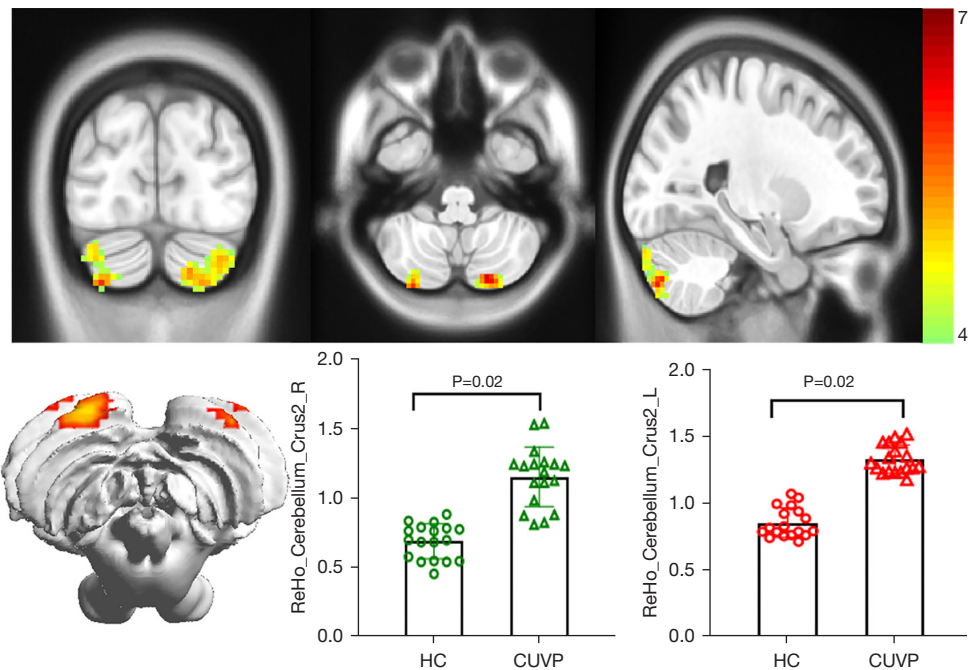 7
4
ReHo_Cerebellum_Crus2_R
2.0
1.5
1.0
0.5
0.0
P=0.02
HC
CUVP
ReHo_Cerebellum_Crus2_L
2.0
1.5
1.0
0.5
0.0
P=0.02
HC
CUVP